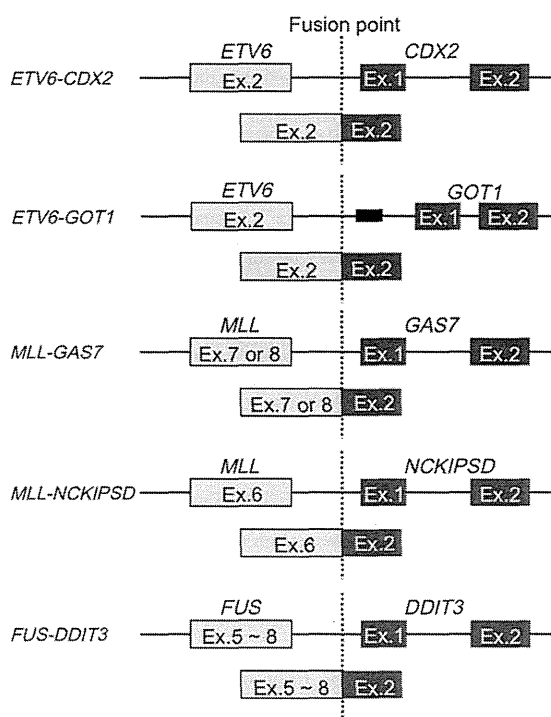 Fusion point
ETV6 CDX2
ETV6-CDX2 Ex.2 Ex.1 Ex.2
Ex.2 Ex.2
ETV6 GOT1
ETV6-GOT1 Ex.2 Ex.1 Ex.2
Ex.2 Ex.2
MLL GAS7
MLL-GAS7 Ex.7 or 8 Ex.1 Ex.2
Ex.7 or 8 Ex.2
MLL NCKIPSD
MLL-NCKIPSD Ex.6 Ex.1 Ex.2
Ex.6 Ex.2
FUS DDIT3
FUS-DDIT3 Ex.5 ~ 8 Ex.1 Ex.2
Ex.5 ~ 8 Ex.2